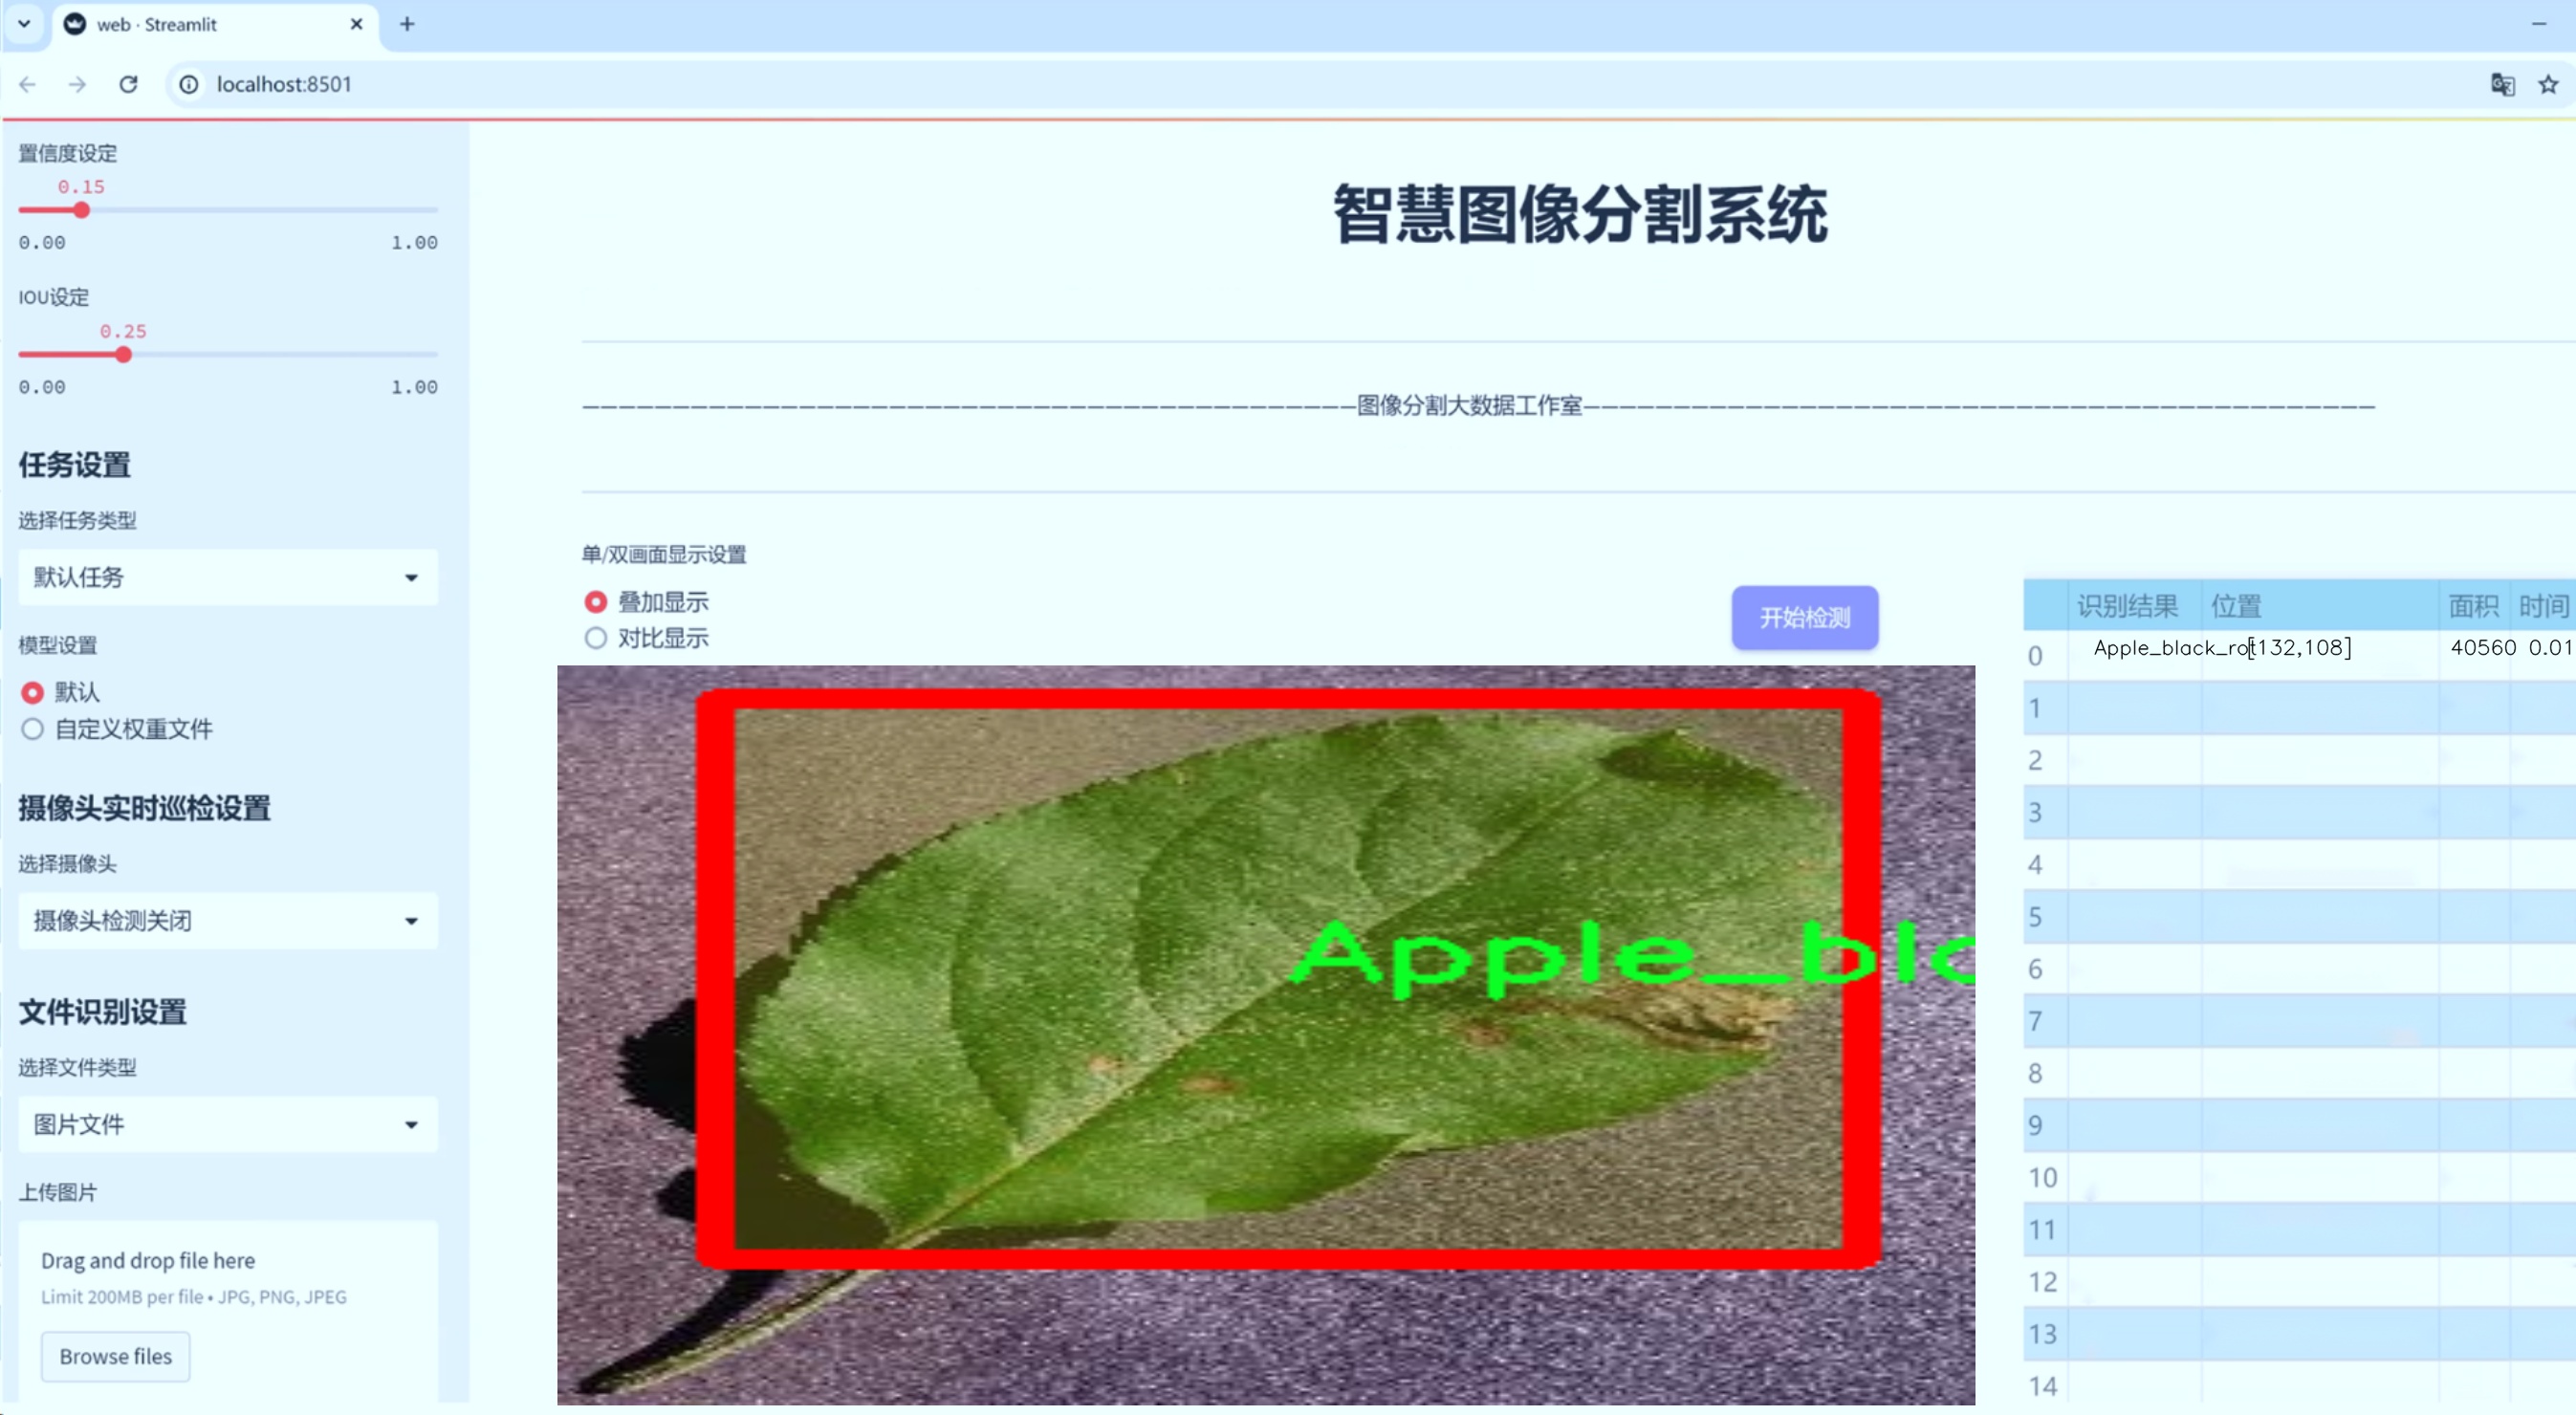 web · Streamlit
localhost:8501
置信度设定
0.15
0.00 1.00
IOU设定
0.25
0.00 1.00
任务设置
选择任务类型
默认任务
模型设置
默认
自定义权重文件
摄像头实时巡检设置
选择摄像头
摄像头检测关闭
文件识别设置
选择文件类型
图片文件
上传图片
Drag and drop file here
Limit 200MB per file • JPG, PNG, JPEG
Browse files
智慧图像分割系统
图像分割大数据工作室
单/双画面显示设置
叠加显示
对比显示
开始检测
Apple_blc
识别结果 位置 面积 时间
0 Apple_black_rot [132,108] 40560 0.01
1
2
3
4
5
6
7
8
9
10
11
12
13
14